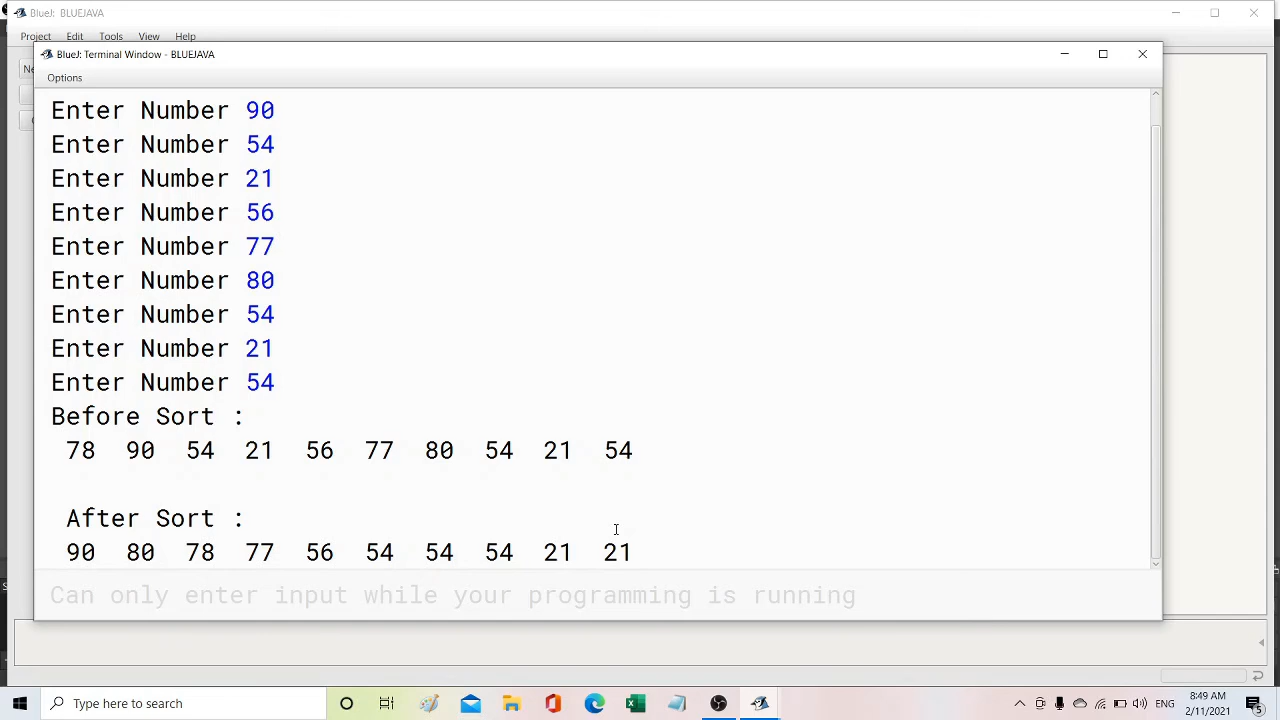 BlueJ: BLUEJAVA
Project Edit Tools View Help
BlueJ: Terminal Window - BLUEJAVA
Options
Enter Number 90
Enter Number 54
Enter Number 21
Enter Number 56
Enter Number 77
Enter Number 80
Enter Number 54
Enter Number 21
Enter Number 54
Before Sort :
78 90 54 21 56 77 80 54 21 54
After Sort :
90 80 78 77 56 54 54 54 21 21
Can only enter input while your programming is running
Type here to search
ENG
8:49 AM
2/11/2021
5